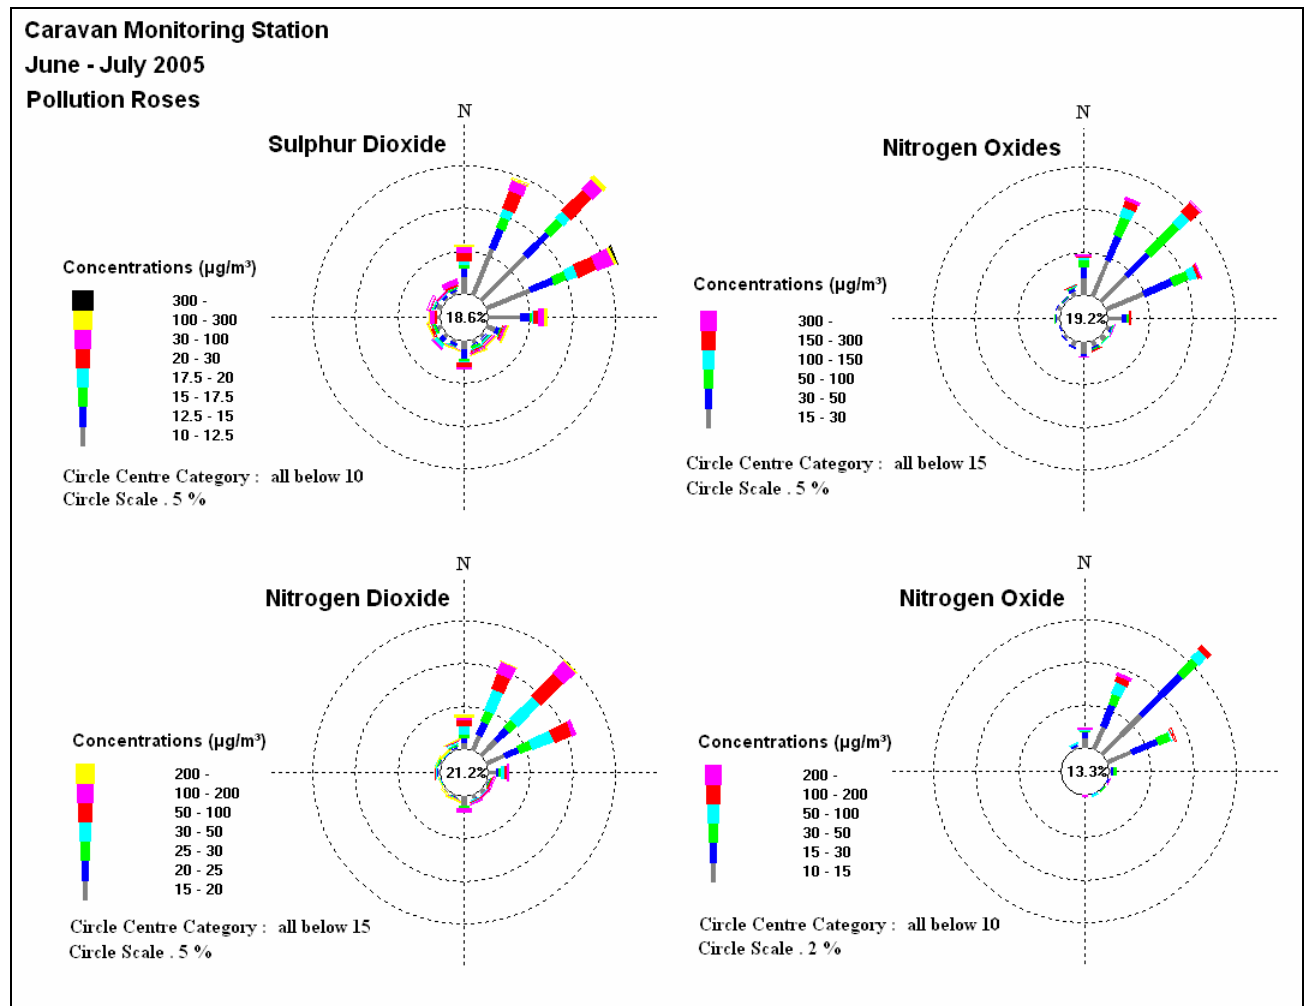 Caravan Monitoring Station
June - July 2005
Pollution Roses
N
Sulphur Dioxide
Concentrations (µg/m³)
300 -
100 - 300
30 - 100
20 - 30
17.5 - 20
15 - 17.5
12.5 - 15
10 - 12.5
18.6%
Circle Centre Category : all below 10
Circle Scale . 5 %
N
Nitrogen Oxides
Concentrations (µg/m³)
300 -
150 - 300
100 - 150
50 - 100
30 - 50
15 - 30
19.2%
Circle Centre Category : all below 15
Circle Scale . 5 %
N
Nitrogen Dioxide
Concentrations (µg/m³)
200 -
100 - 200
50 - 100
30 - 50
25 - 30
20 - 25
15 - 20
21.2%
Circle Centre Category : all below 15
Circle Scale . 5 %
N
Nitrogen Oxide
Concentrations (µg/m³)
200 -
100 - 200
50 - 100
30 - 50
15 - 30
10 - 15
13.3%
Circle Centre Category : all below 10
Circle Scale . 2 %